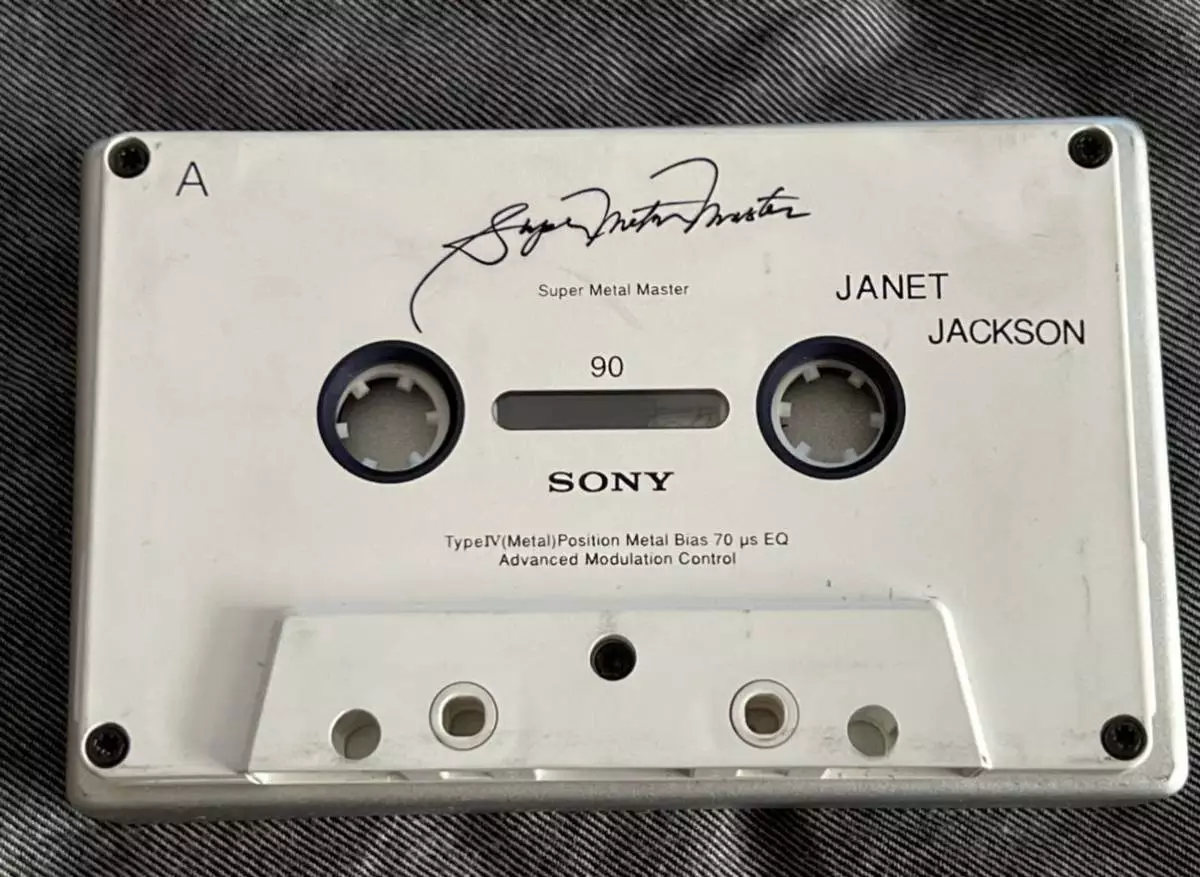 A
Super Metal Master
Super Metal Master
JANET
JACKSON
90
SONY
TypeⅣ(Metal)Position Metal Bias 70 µs EQ
Advanced Modulation Control